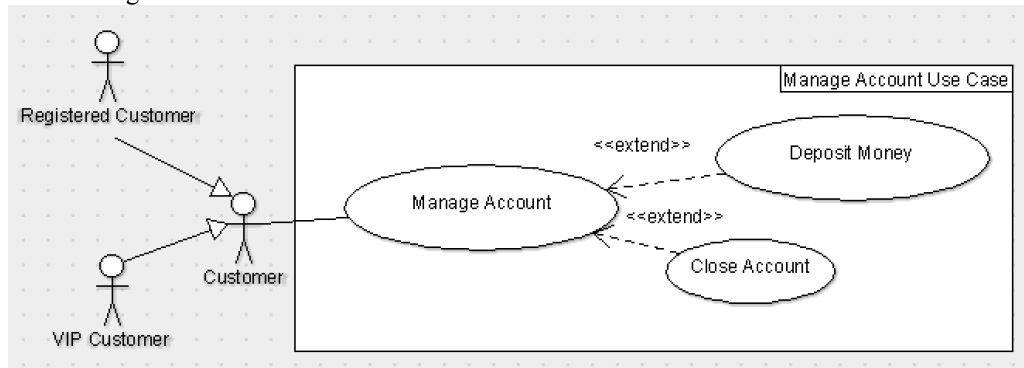 Registered Customer
Manage Account Use Case
<<extend>>
Deposit Money
Manage Account
<<extend>>
Close Account
Customer
VIP Customer